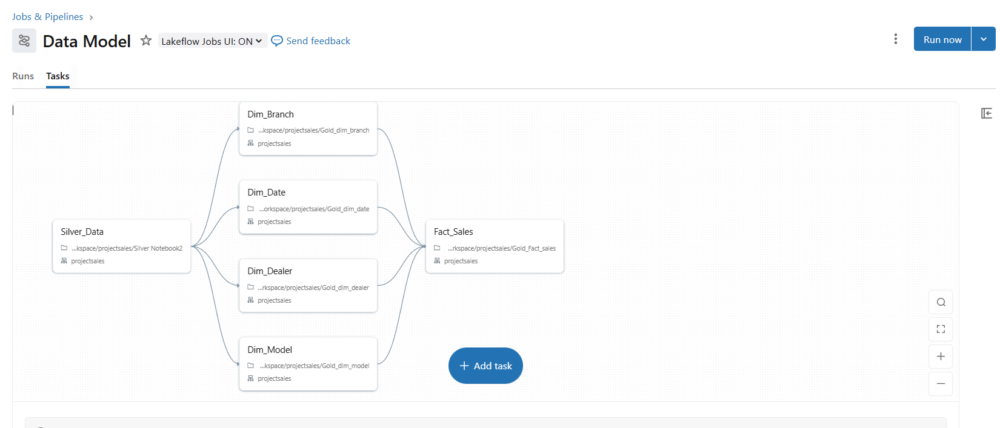 Jobs & Pipelines
Data Model
Lakeflow Jobs UI: ON
Send feedback
Run now
Runs
Tasks
Dim_Branch
...kspace/projectsales/Gold_dim_branch
projectsales
Dim_Date
...orkspace/projectsales/Gold_dim_date
projectsales
Silver_Data
...kspace/projectsales/Silver Notebook2
projectsales
Fact_Sales
...rkspace/projectsales/Gold_Fact_sales
projectsales
Dim_Dealer
...rkspace/projectsales/Gold_dim_dealer
projectsales
Dim_Model
...kspace/projectsales/Gold_dim_model
projectsales
+ Add task